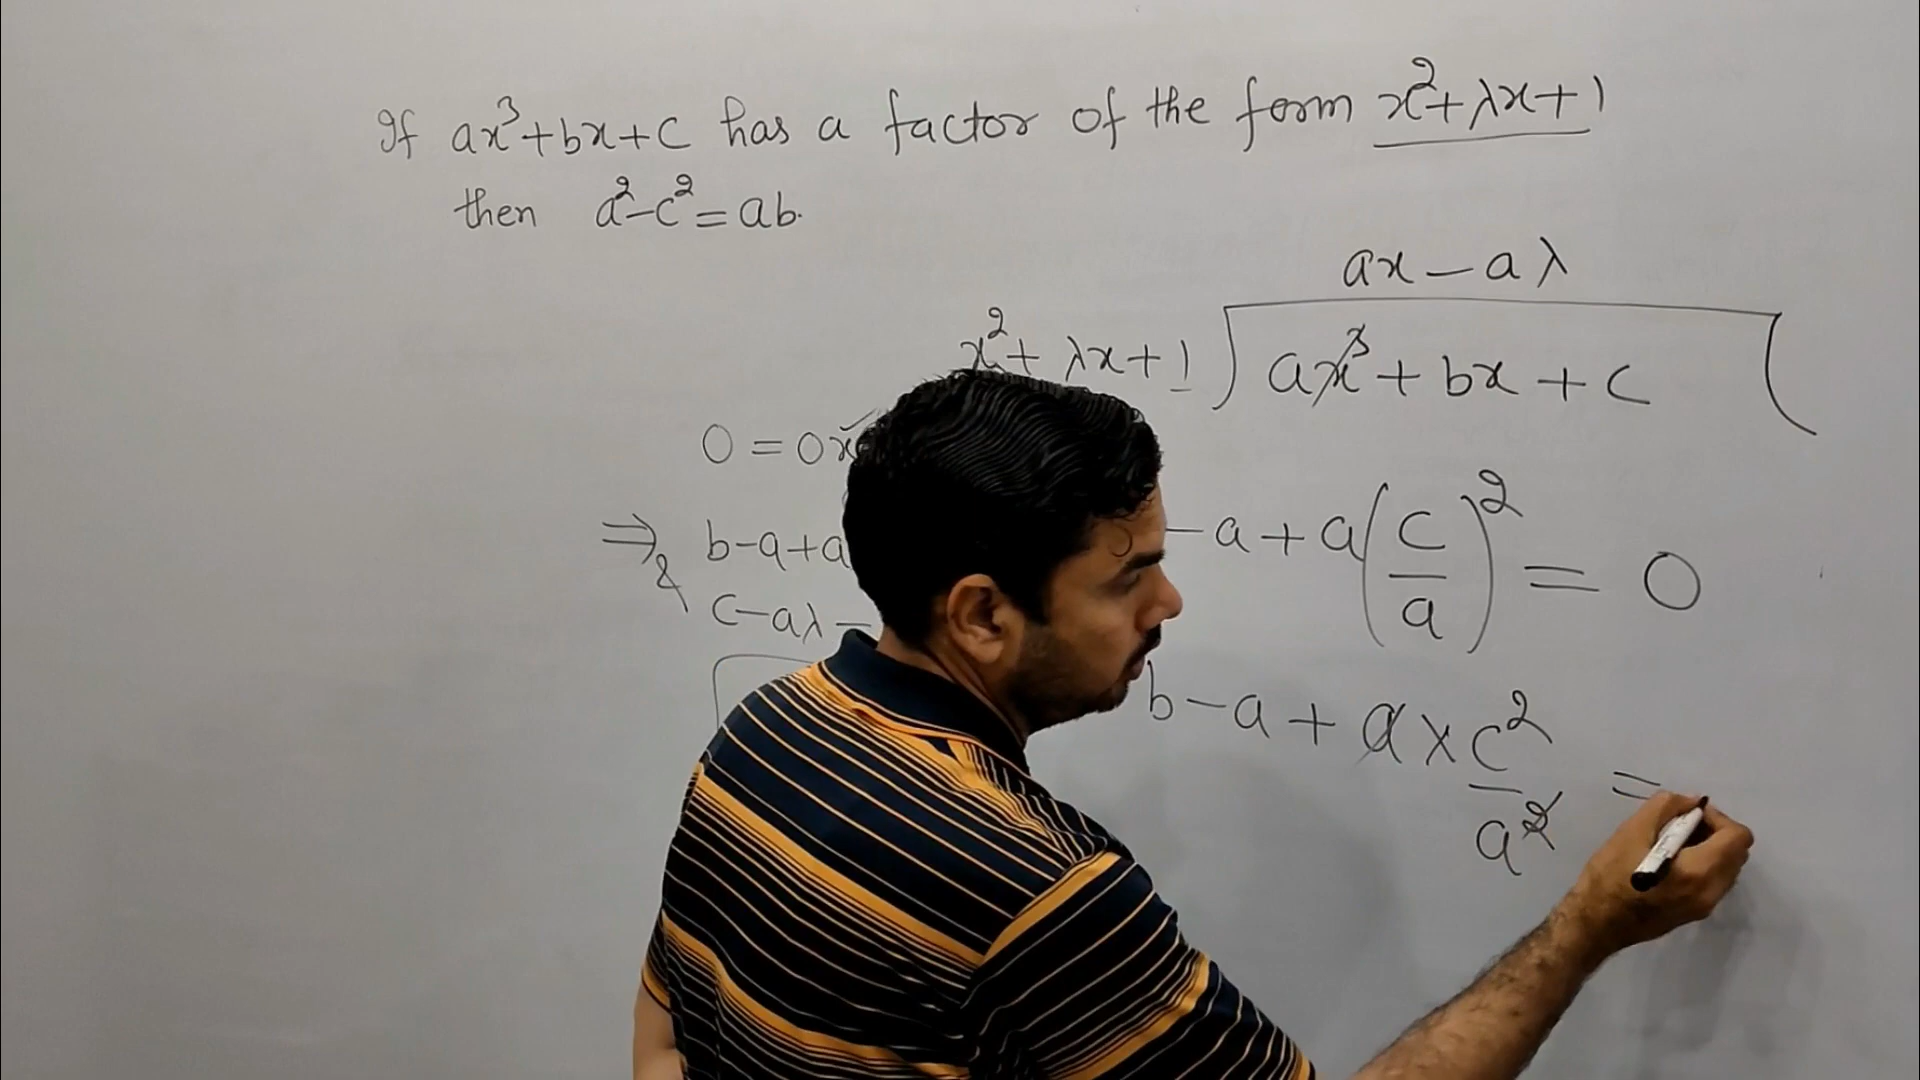 If ax³+bx+c has a factor of the form x²+λx+1
then a²-c²=ab.
ax-aλ
x²+λx+1) ax³+bx+c (
0=0x
-a+a(c/a)²=0
⇒ b-a+a
& c-aλ-
b-a+a×c²/a² =